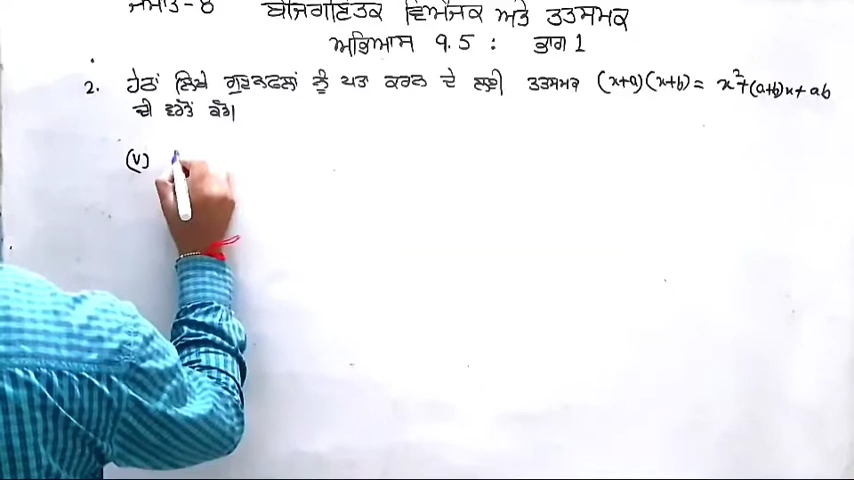 ਜਮਾਤ-8 ਬੀਜਗਣਿਤਕ ਵਿਅੰਜਕ ਅਤੇ ਤਤਸਮਕ
ਅਭਿਆਸ 9.5 : ਭਾਗ 1
2. ਹੇਠਾਂ ਲਿਖੇ ਗੁਣਨਫਲਾਂ ਨੂੰ ਪਤਾ ਕਰਨ ਦੇ ਲਈ ਤਤਸਮਕ (x+a)(x+b) = x²+(a+b)x+ab
ਦੀ ਵਰਤੋਂ ਕਰੋ।
(v)